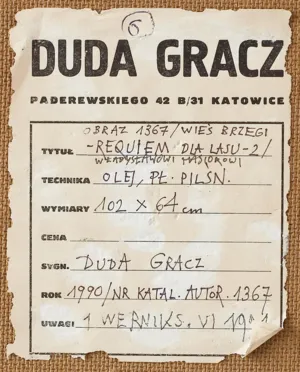 6
DUDA GRACZ
PADEREWSKIEGO 42 B/31 KATOWICE
OBRAZ 1367/WIEŚ BRZEGI
TYTUŁ -REQUIEM DLA LASU-2/
WŁADYSŁAWOWI HASIOROWI
TECHNIKA OLEJ, PŁ. PILŚN.
WYMIARY 102 × 64 cm
CENA
SYGN. DUDA GRACZ
ROK 1990/NR KATAL. AUTOR. 1367
UWAGI 1 WERNIKS. VI